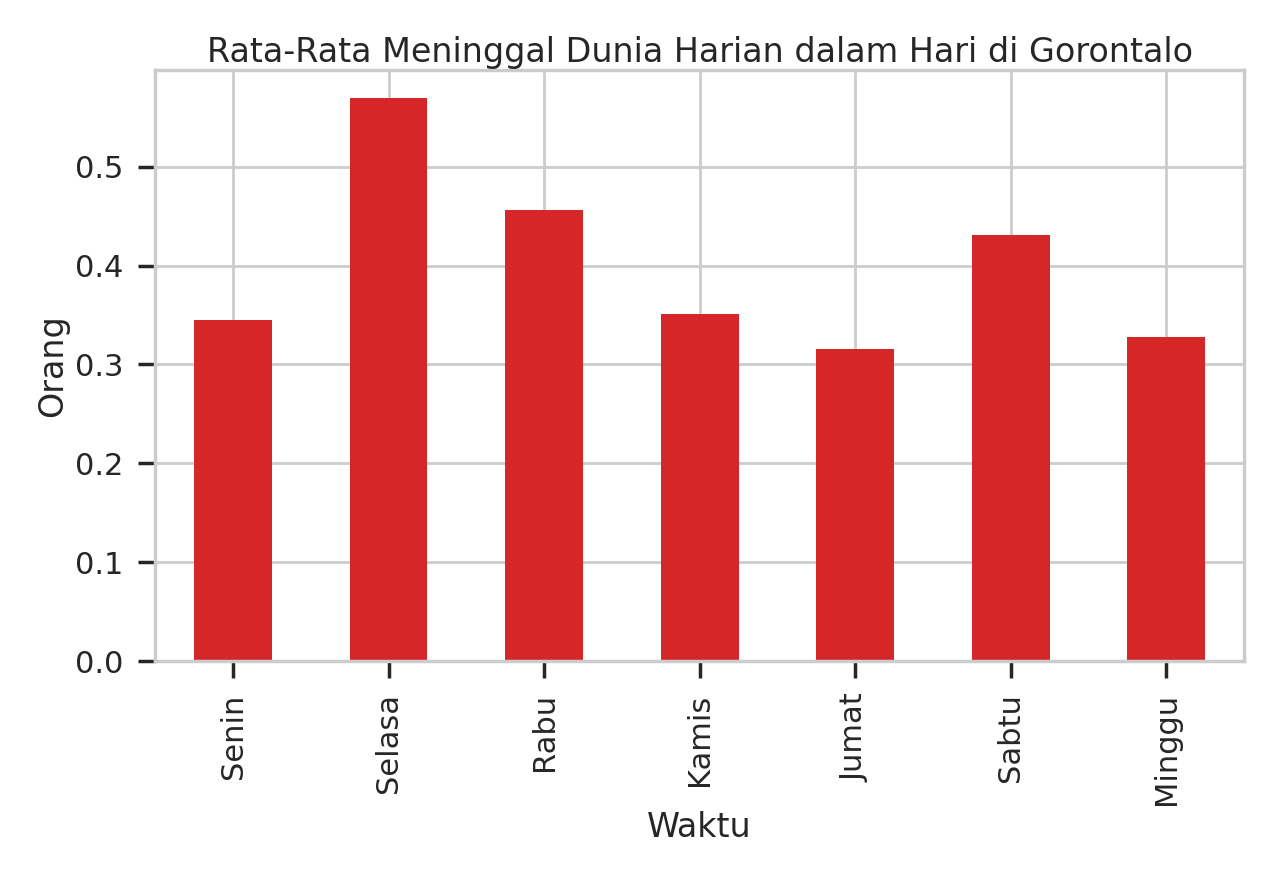 Rata-Rata Meninggal Dunia Harian dalam Hari di Gorontalo
Orang
0.5
0.4
0.3
0.2
0.1
0.0
Senin
Selasa
Rabu
Kamis
Jumat
Sabtu
Minggu
Waktu